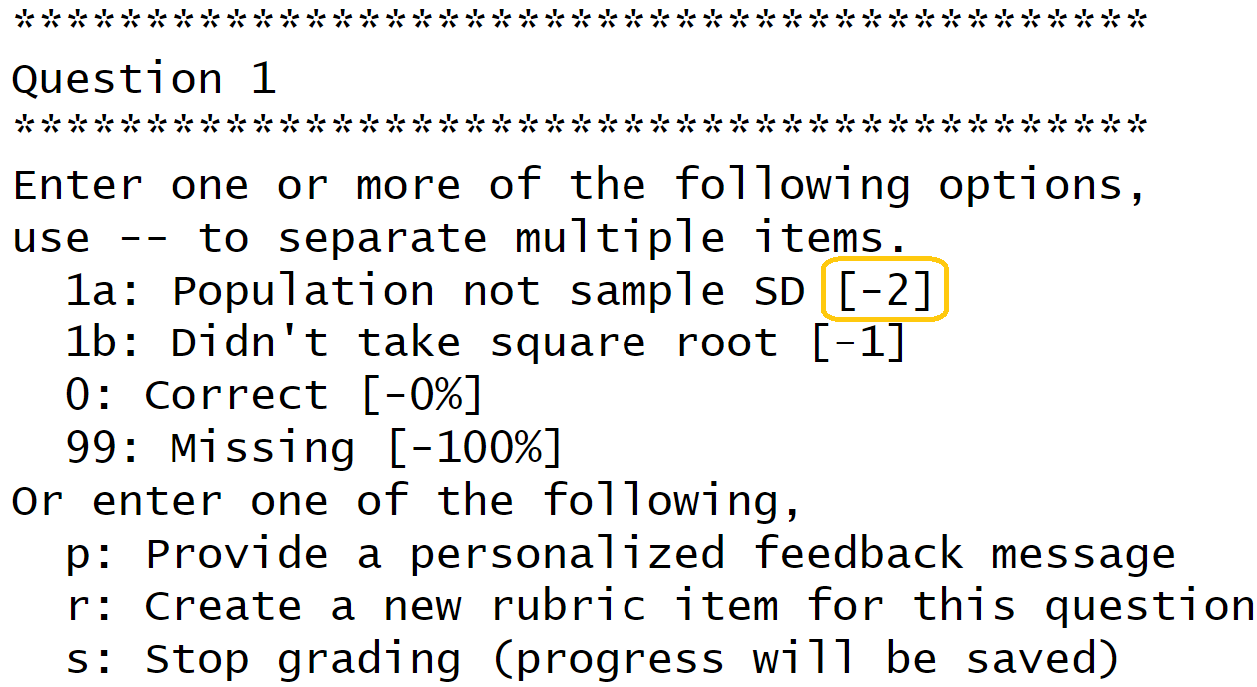 *******************************************
Question 1
*******************************************
Enter one or more of the following options,
use -- to separate multiple items.
  1a: Population not sample SD [-2]
  1b: Didn't take square root [-1]
  0: Correct [-0%]
  99: Missing [-100%]
Or enter one of the following,
  p: Provide a personalized feedback message
  r: Create a new rubric item for this question
  s: Stop grading (progress will be saved)